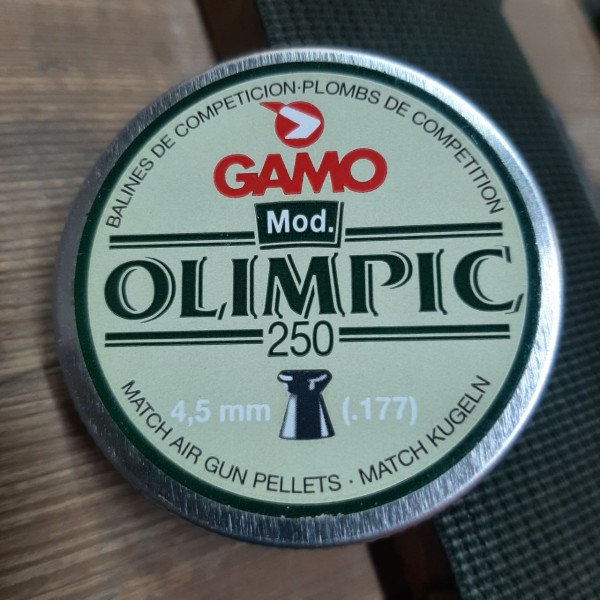 BALINES DE COMPETICION·PLOMBS DE COMPETITION
GAMO
Mod.
OLIMPIC
250
4,5 mm (.177)
MATCH AIR GUN PELLETS · MATCH KUGELN